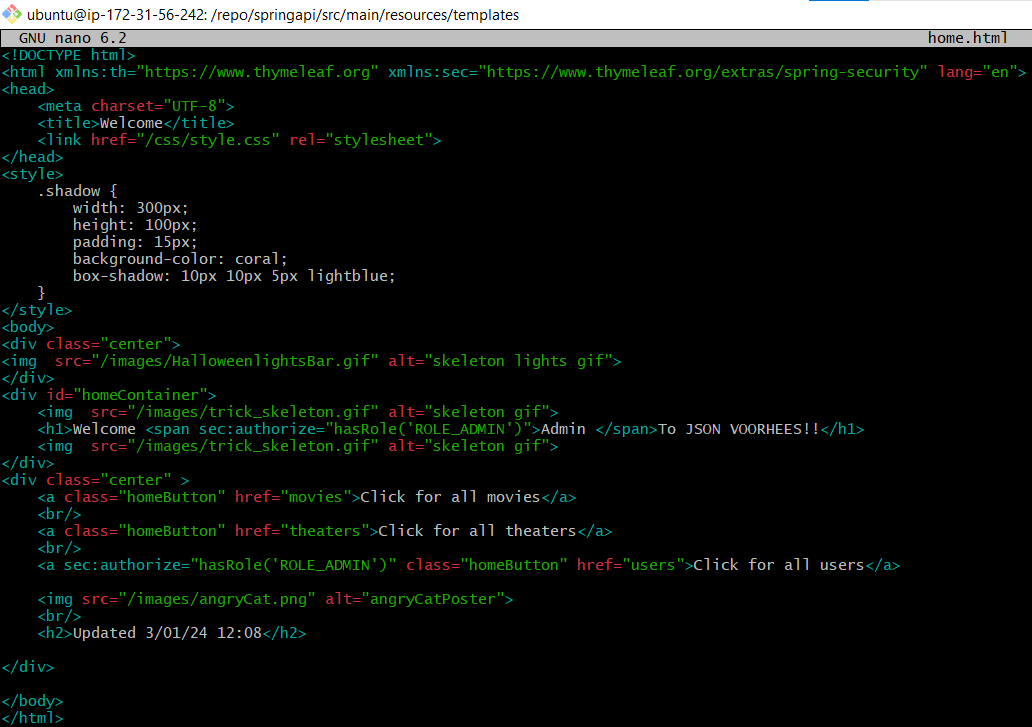 ubuntu@ip-172-31-56-242: /repo/springapi/src/main/resources/templates
GNU nano 6.2 home.html
<!DOCTYPE html>
<html xmlns:th="https://www.thymeleaf.org" xmlns:sec="https://www.thymeleaf.org/extras/spring-security" lang="en">
<head>
    <meta charset="UTF-8">
    <title>Welcome</title>
    <link href="/css/style.css" rel="stylesheet">
</head>
<style>
    .shadow {
        width: 300px;
        height: 100px;
        padding: 15px;
        background-color: coral;
        box-shadow: 10px 10px 5px lightblue;
    }
</style>
<body>
<div class="center">
<img  src="/images/HalloweenlightsBar.gif" alt="skeleton lights gif">
</div>
<div id="homeContainer">
    <img  src="/images/trick_skeleton.gif" alt="skeleton gif">
    <h1>Welcome <span sec:authorize="hasRole('ROLE_ADMIN')">Admin </span>To JSON VOORHEES!!</h1>
    <img  src="/images/trick_skeleton.gif" alt="skeleton gif">
</div>
<div class="center" >
    <a class="homeButton" href="movies">Click for all movies</a>
    <br/>
    <a class="homeButton" href="theaters">Click for all theaters</a>
    <br/>
    <a sec:authorize="hasRole('ROLE_ADMIN')" class="homeButton" href="users">Click for all users</a>
    <img src="/images/angryCat.png" alt="angryCatPoster">
    <br/>
    <h2>Updated 3/01/24 12:08</h2>
</div>
</body>
</html>